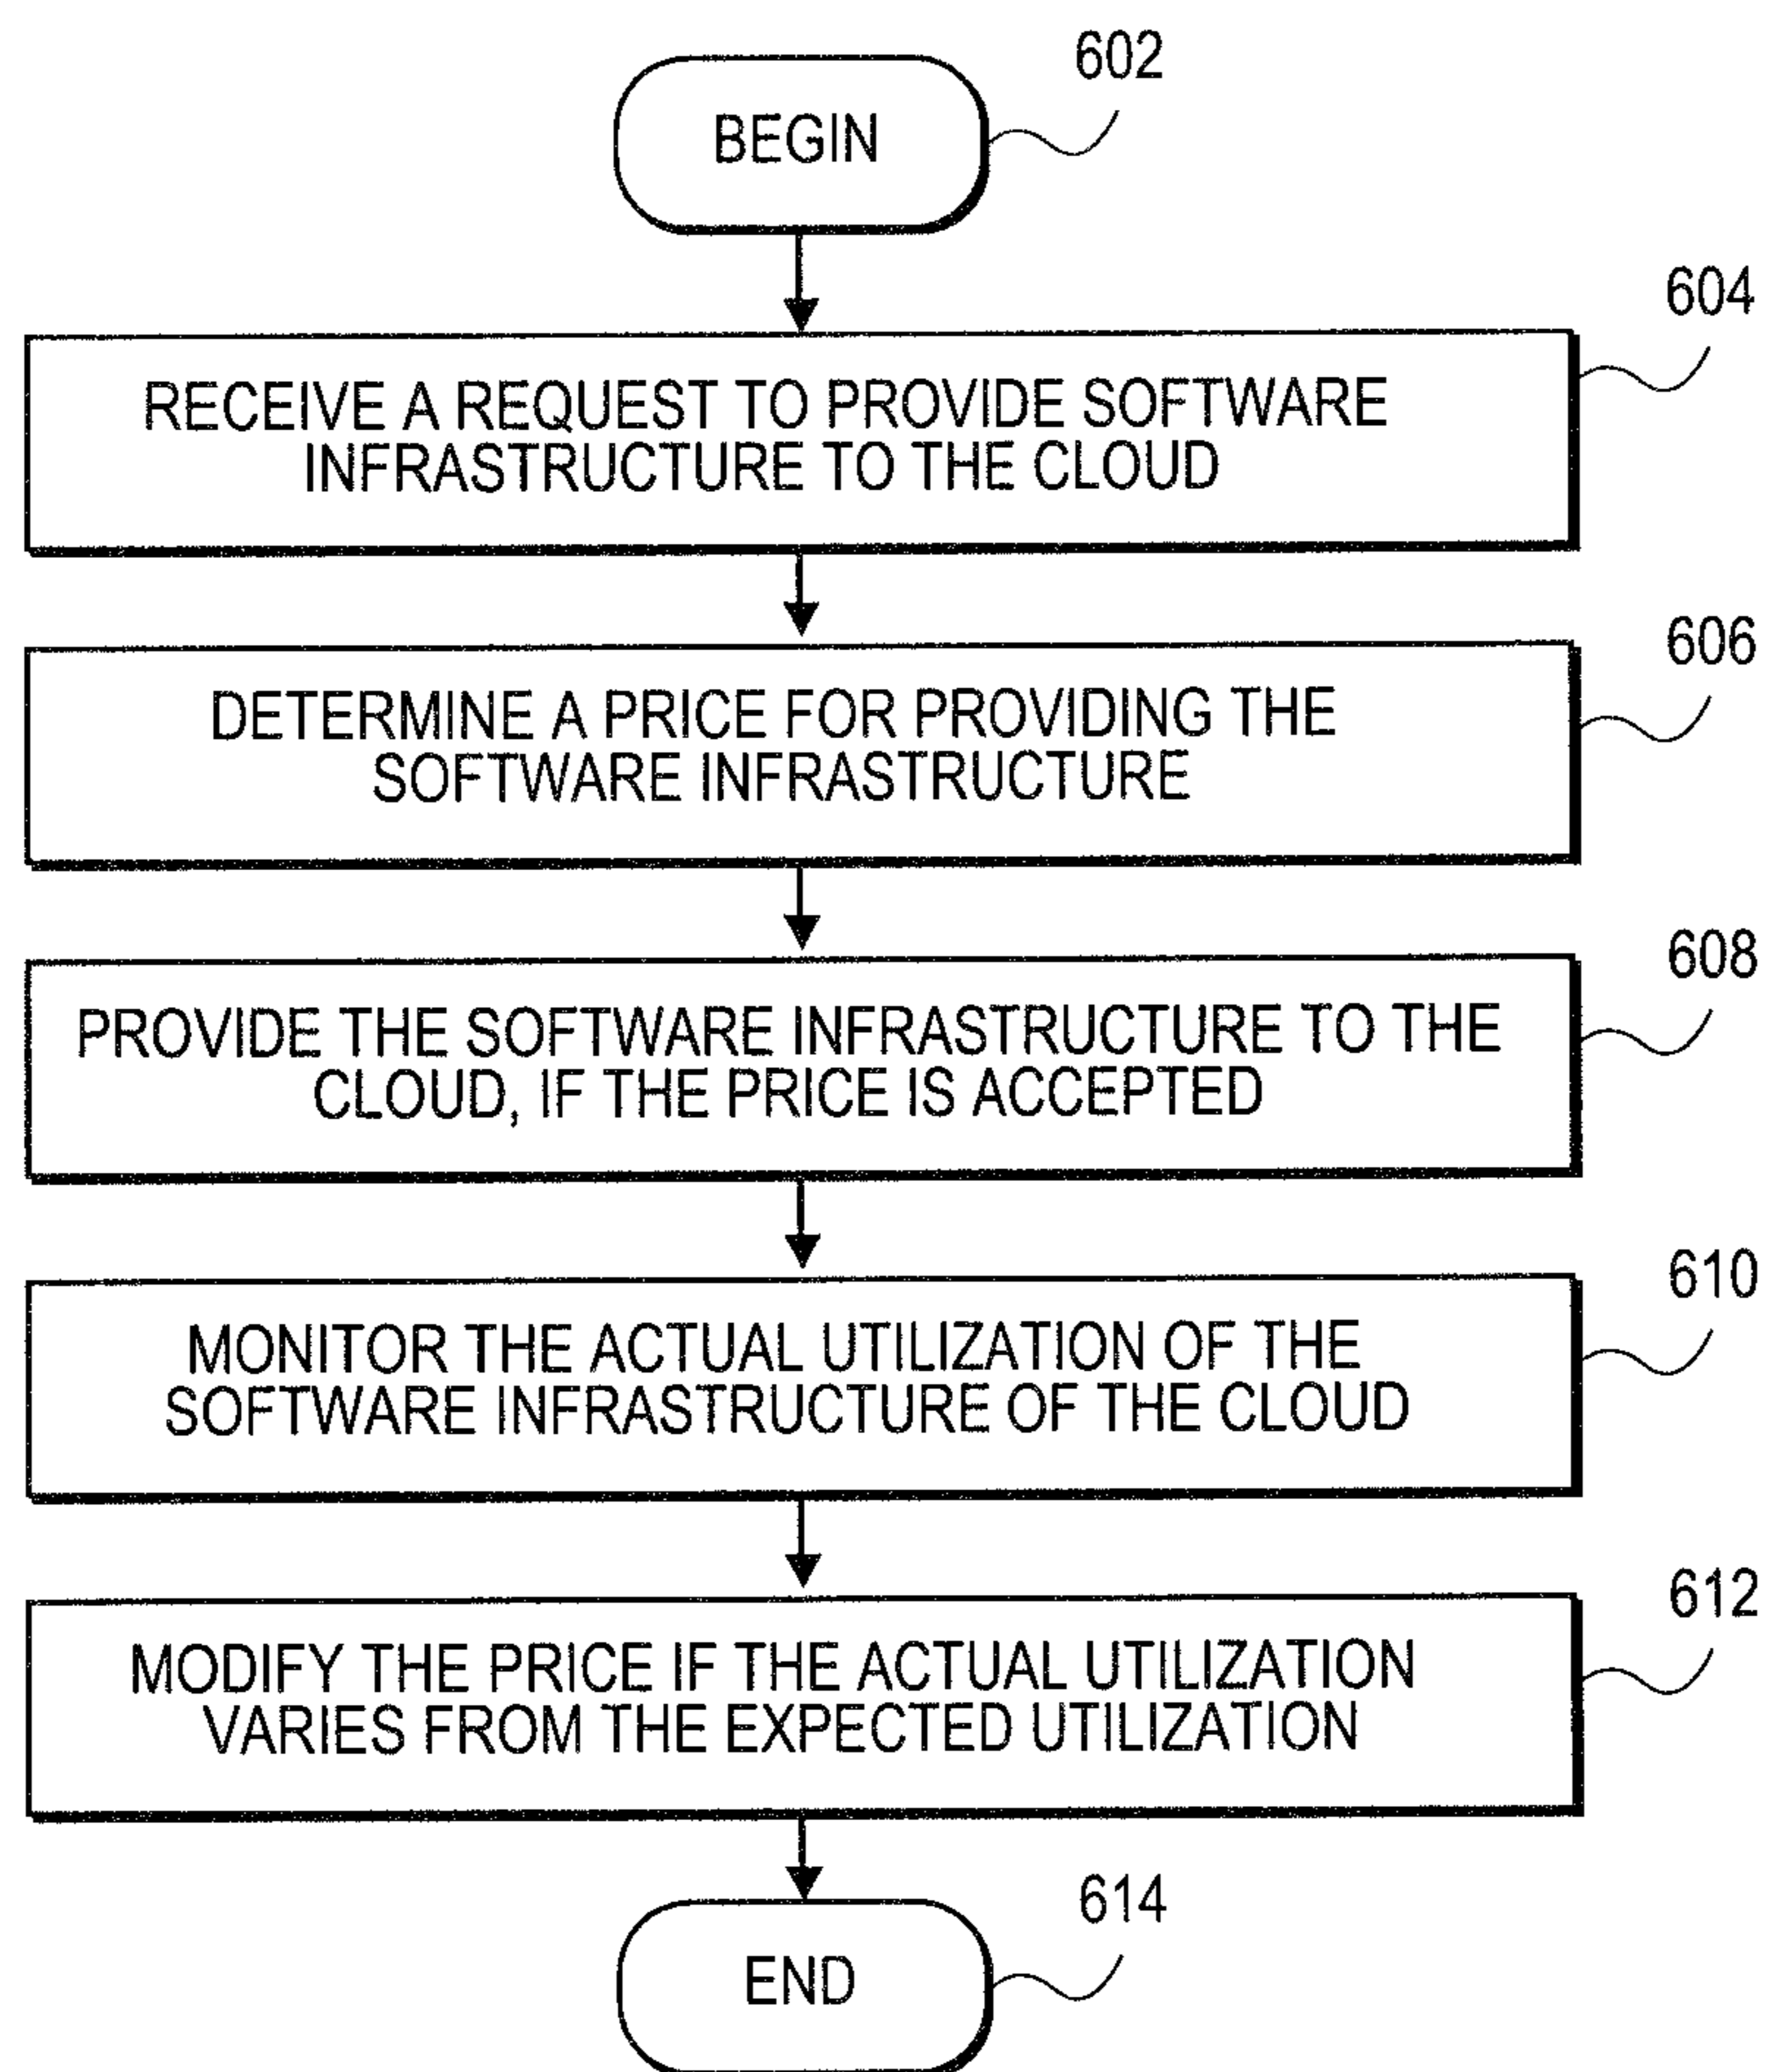 602
BEGIN
604
RECEIVE A REQUEST TO PROVIDE SOFTWARE
INFRASTRUCTURE TO THE CLOUD
606
DETERMINE A PRICE FOR PROVIDING THE
SOFTWARE INFRASTRUCTURE
608
PROVIDE THE SOFTWARE INFRASTRUCTURE TO THE
CLOUD, IF THE PRICE IS ACCEPTED
610
MONITOR THE ACTUAL UTILIZATION OF THE
SOFTWARE INFRASTRUCTURE OF THE CLOUD
612
MODIFY THE PRICE IF THE ACTUAL UTILIZATION
VARIES FROM THE EXPECTED UTILIZATION
614
END